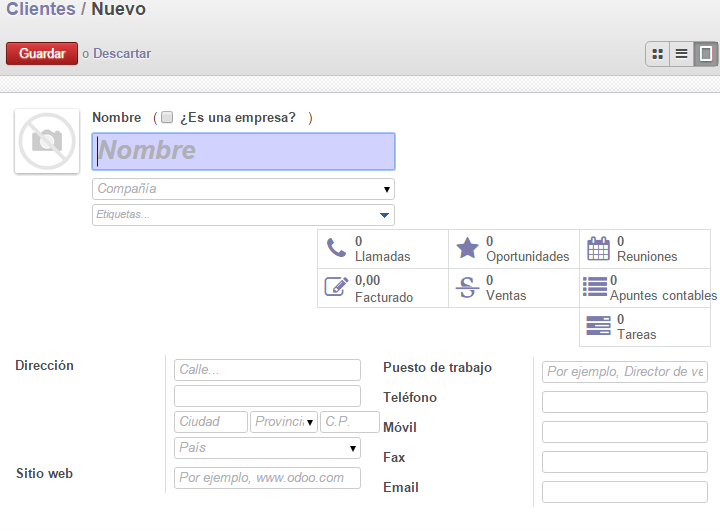 Clientes / Nuevo
Guardar o Descartar
Nombre ( ¿Es una empresa? )
Nombre
Compañía
Etiquetas...
0 Llamadas
0 Oportunidades
0 Reuniones
0,00 Facturado
0 Ventas
0 Apuntes contables
0 Tareas
Dirección
Calle...
Ciudad
Provincia
C.P.
País
Sitio web
Por ejemplo, www.odoo.com
Puesto de trabajo
Por ejemplo, Director de ve
Teléfono
Móvil
Fax
Email